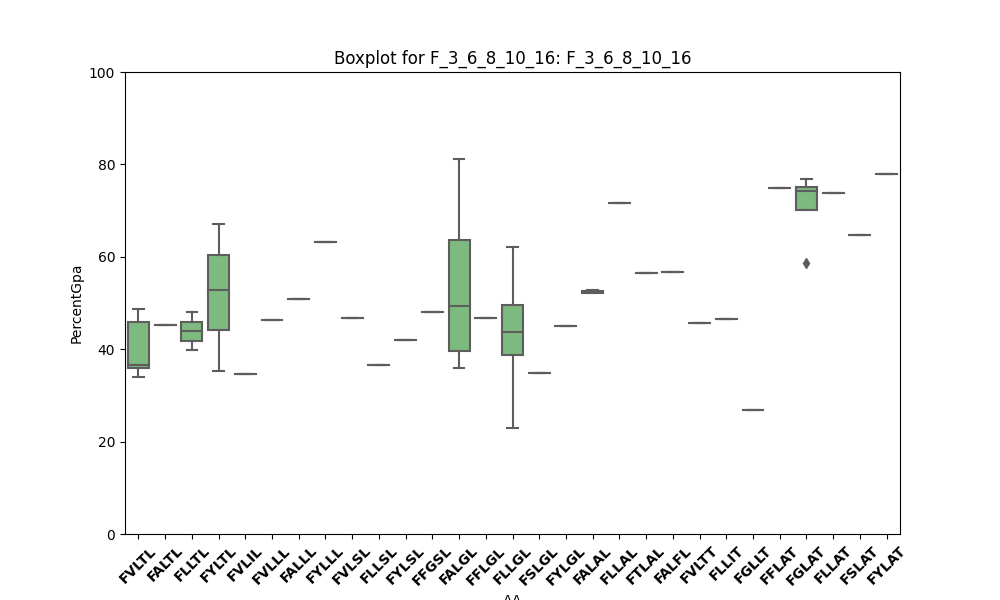 Boxplot for F_3_6_8_10_16: F_3_6_8_10_16
100
80
60
40
20
0
PercentGpa
FVLTL
FALTL
FLLTL
FYLTL
FVLIL
FVLLL
FALLL
FYLLL
FVLSL
FLLSL
FYLSL
FFGSL
FALGL
FFLGL
FLLGL
FSLGL
FYLGL
FALAL
FLLAL
FTLAL
FALFL
FVLTT
FLLIT
FGLLT
FFLAT
FGLAT
FLLAT
FSLAT
FYLAT